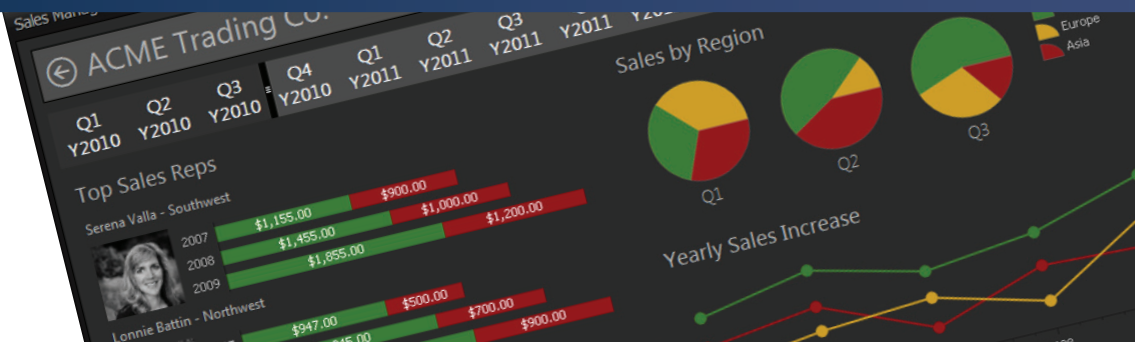 ACME Trading Co.
Q1 Y2010
Q2 Y2010
Q3 Y2010
Q4 Y2010
Q1 Y2011
Q2 Y2011
Q3 Y2011
Y2011
Top Sales Reps
Serena Valla - Southwest
2007 $1,155.00 $900.00
2008 $1,455.00 $1,000.00
2009 $1,855.00 $1,200.00
Lonnie Battin - Northwest
$947.00 $500.00
$700.00
$900.00
Sales by Region
Europe
Asia
Q1
Q2
Q3
Yearly Sales Increase